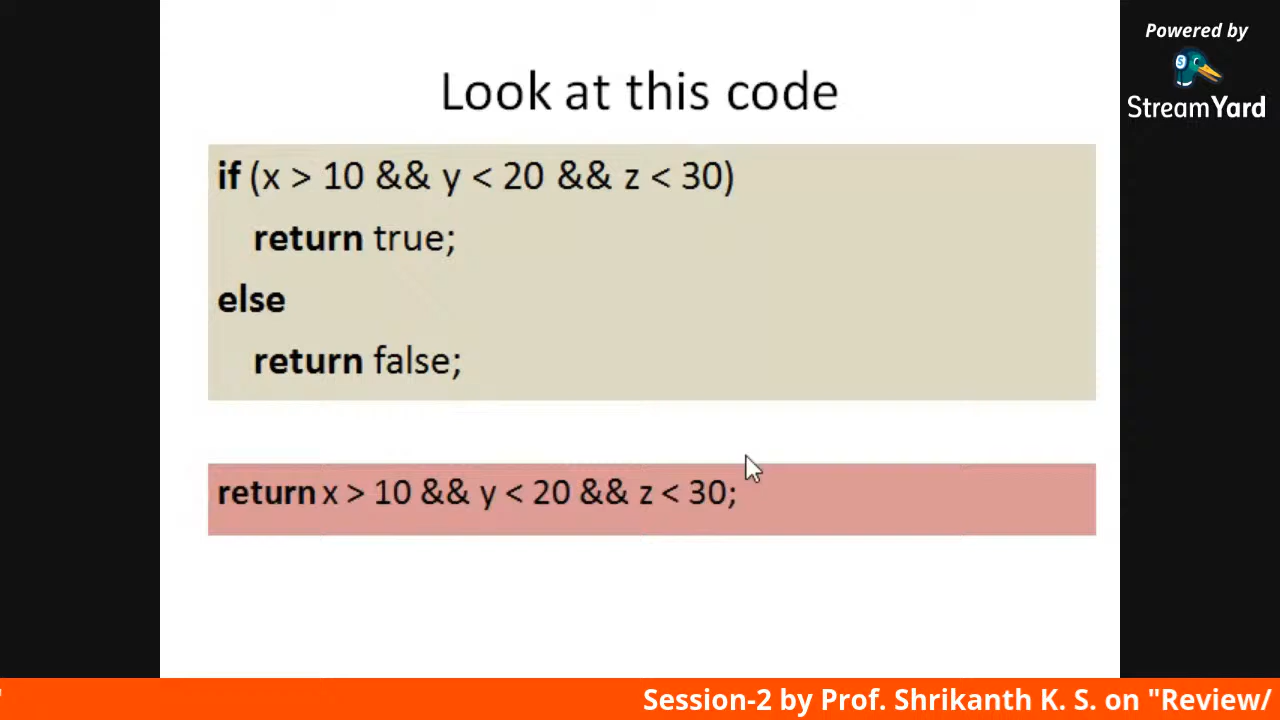 Powered by
StreamYard
Look at this code
if (x > 10 && y < 20 && z < 30)
return true;
else
return false;
return x > 10 && y < 20 && z < 30;
" Session-2 by Prof. Shrikanth K. S. on "Review/